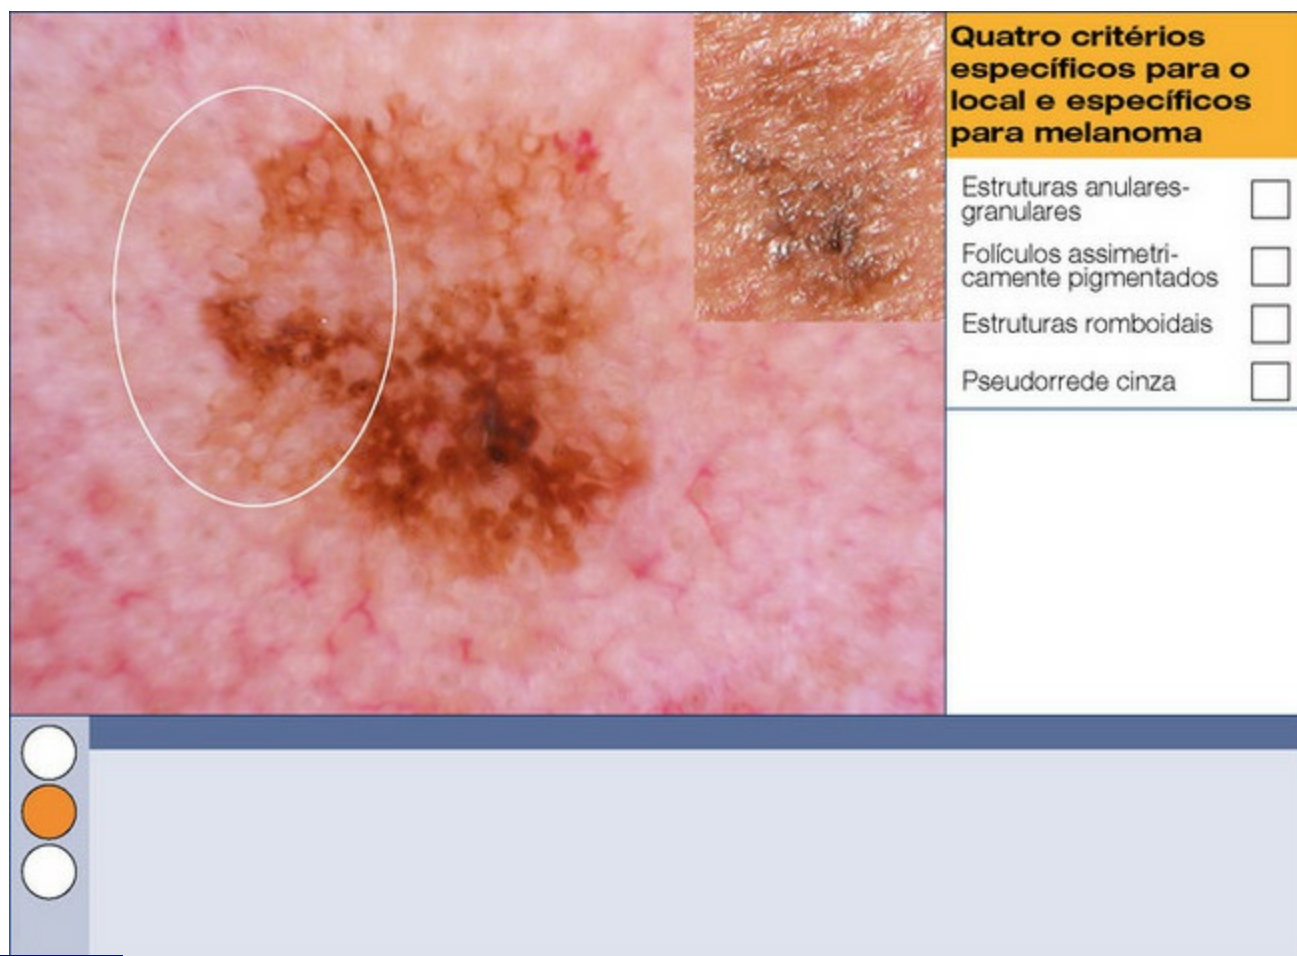 Quatro critérios
específicos para o
local e específicos
para melanoma
Estruturas anulares-
granulares
Folículos assimetri-
camente pigmentados
Estruturas romboidais
Pseudorrede cinza